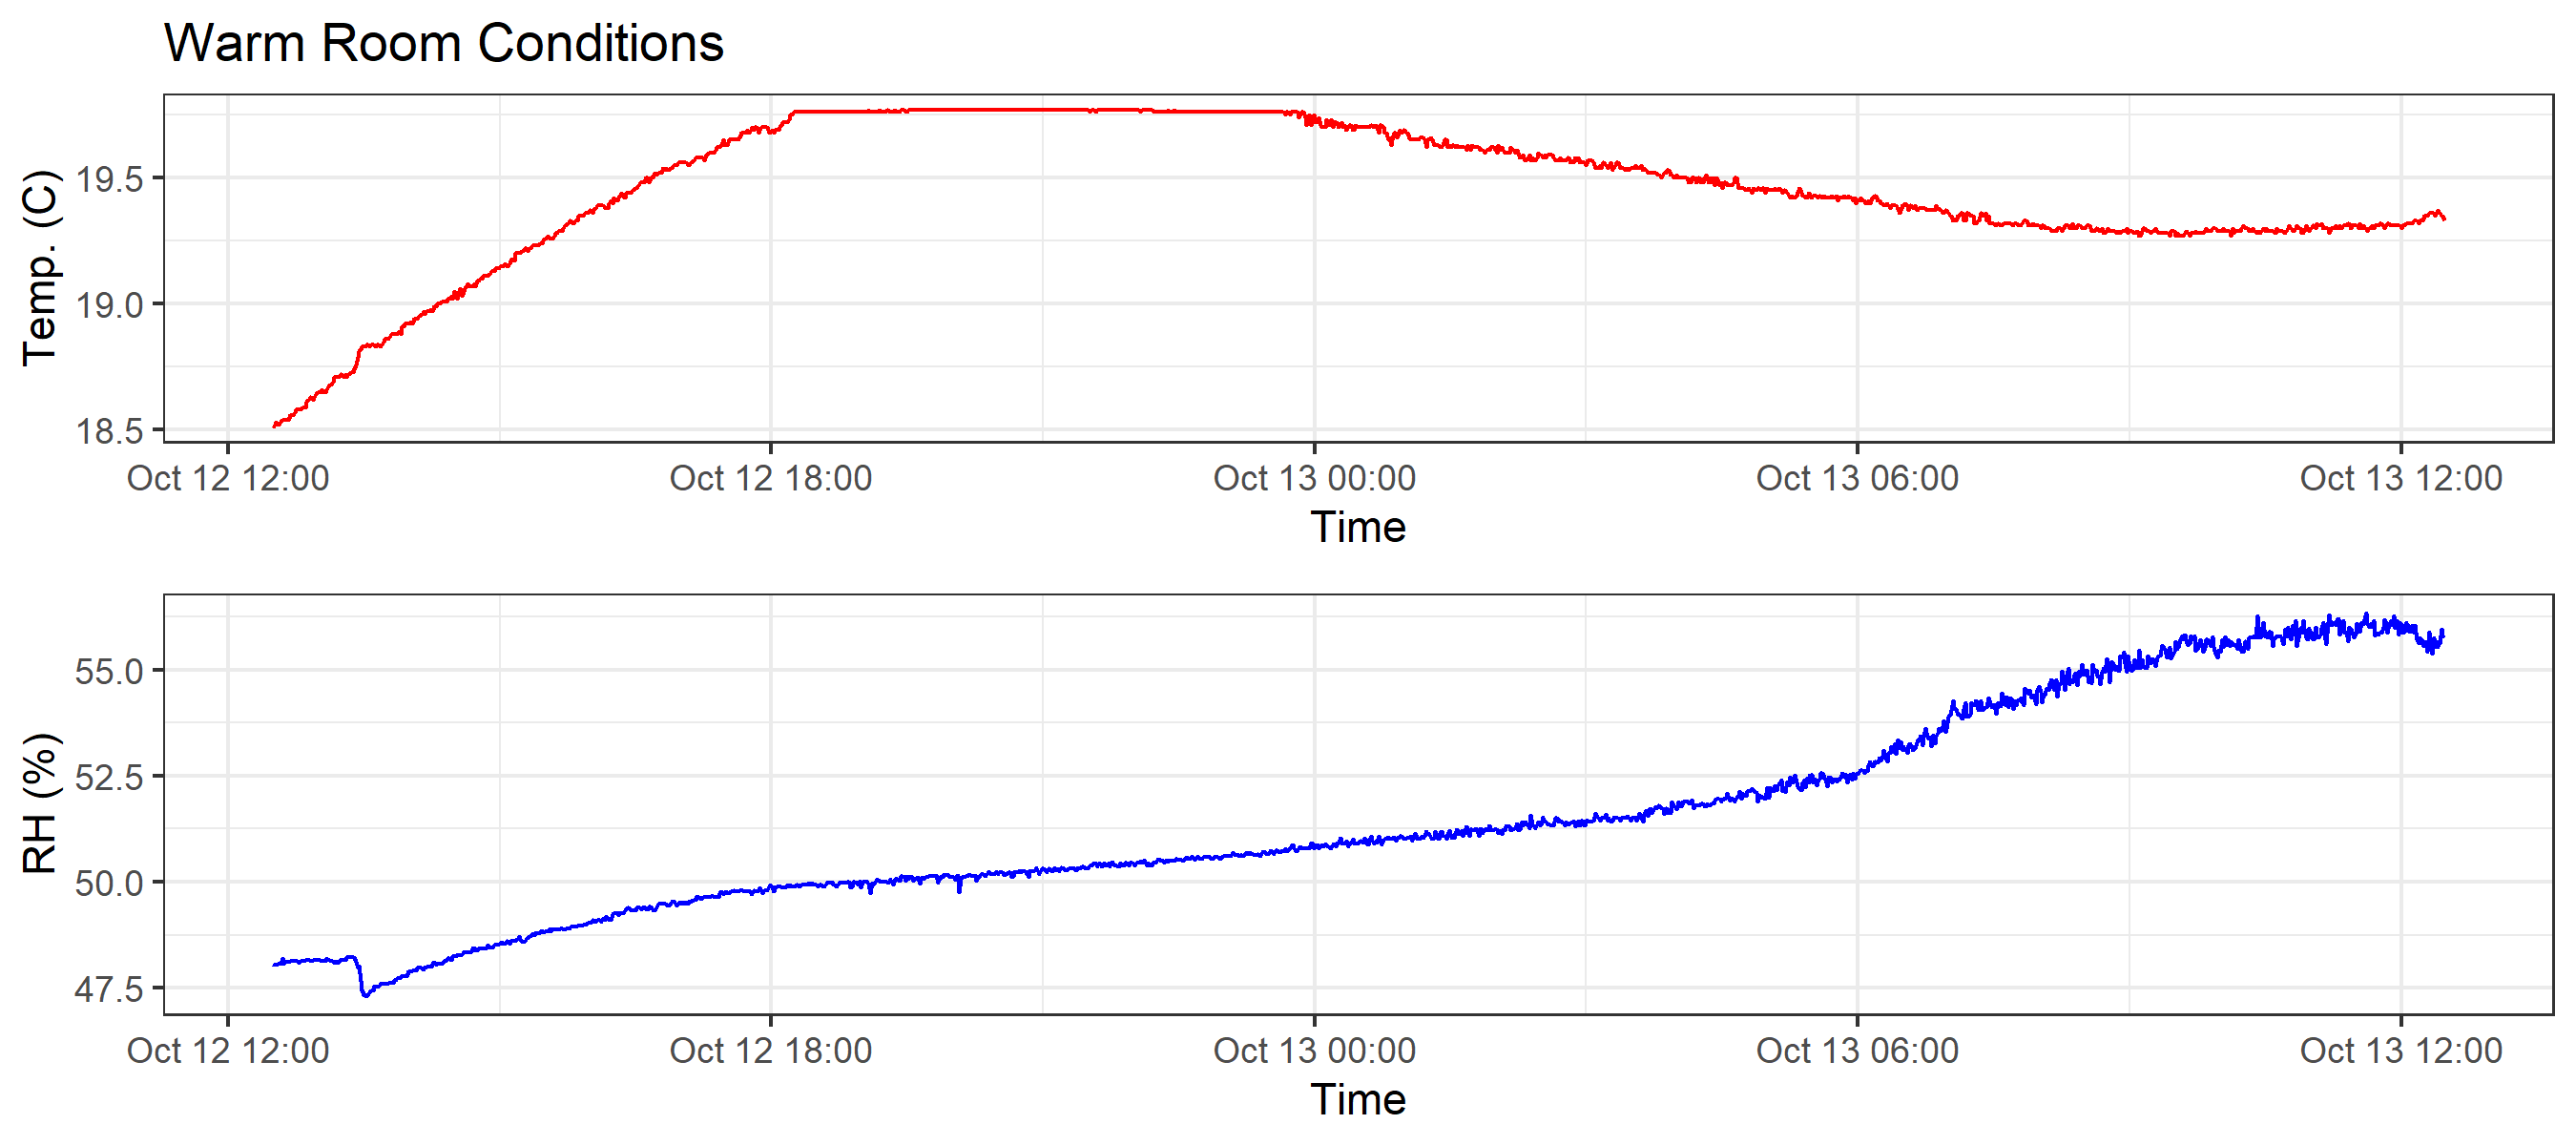 Warm Room Conditions
Temp. (C)
19.5
19.0
18.5
Oct 12 12:00 Oct 12 18:00 Oct 13 00:00 Oct 13 06:00 Oct 13 12:00
Time
RH (%)
55.0
52.5
50.0
47.5
Oct 12 12:00 Oct 12 18:00 Oct 13 00:00 Oct 13 06:00 Oct 13 12:00
Time